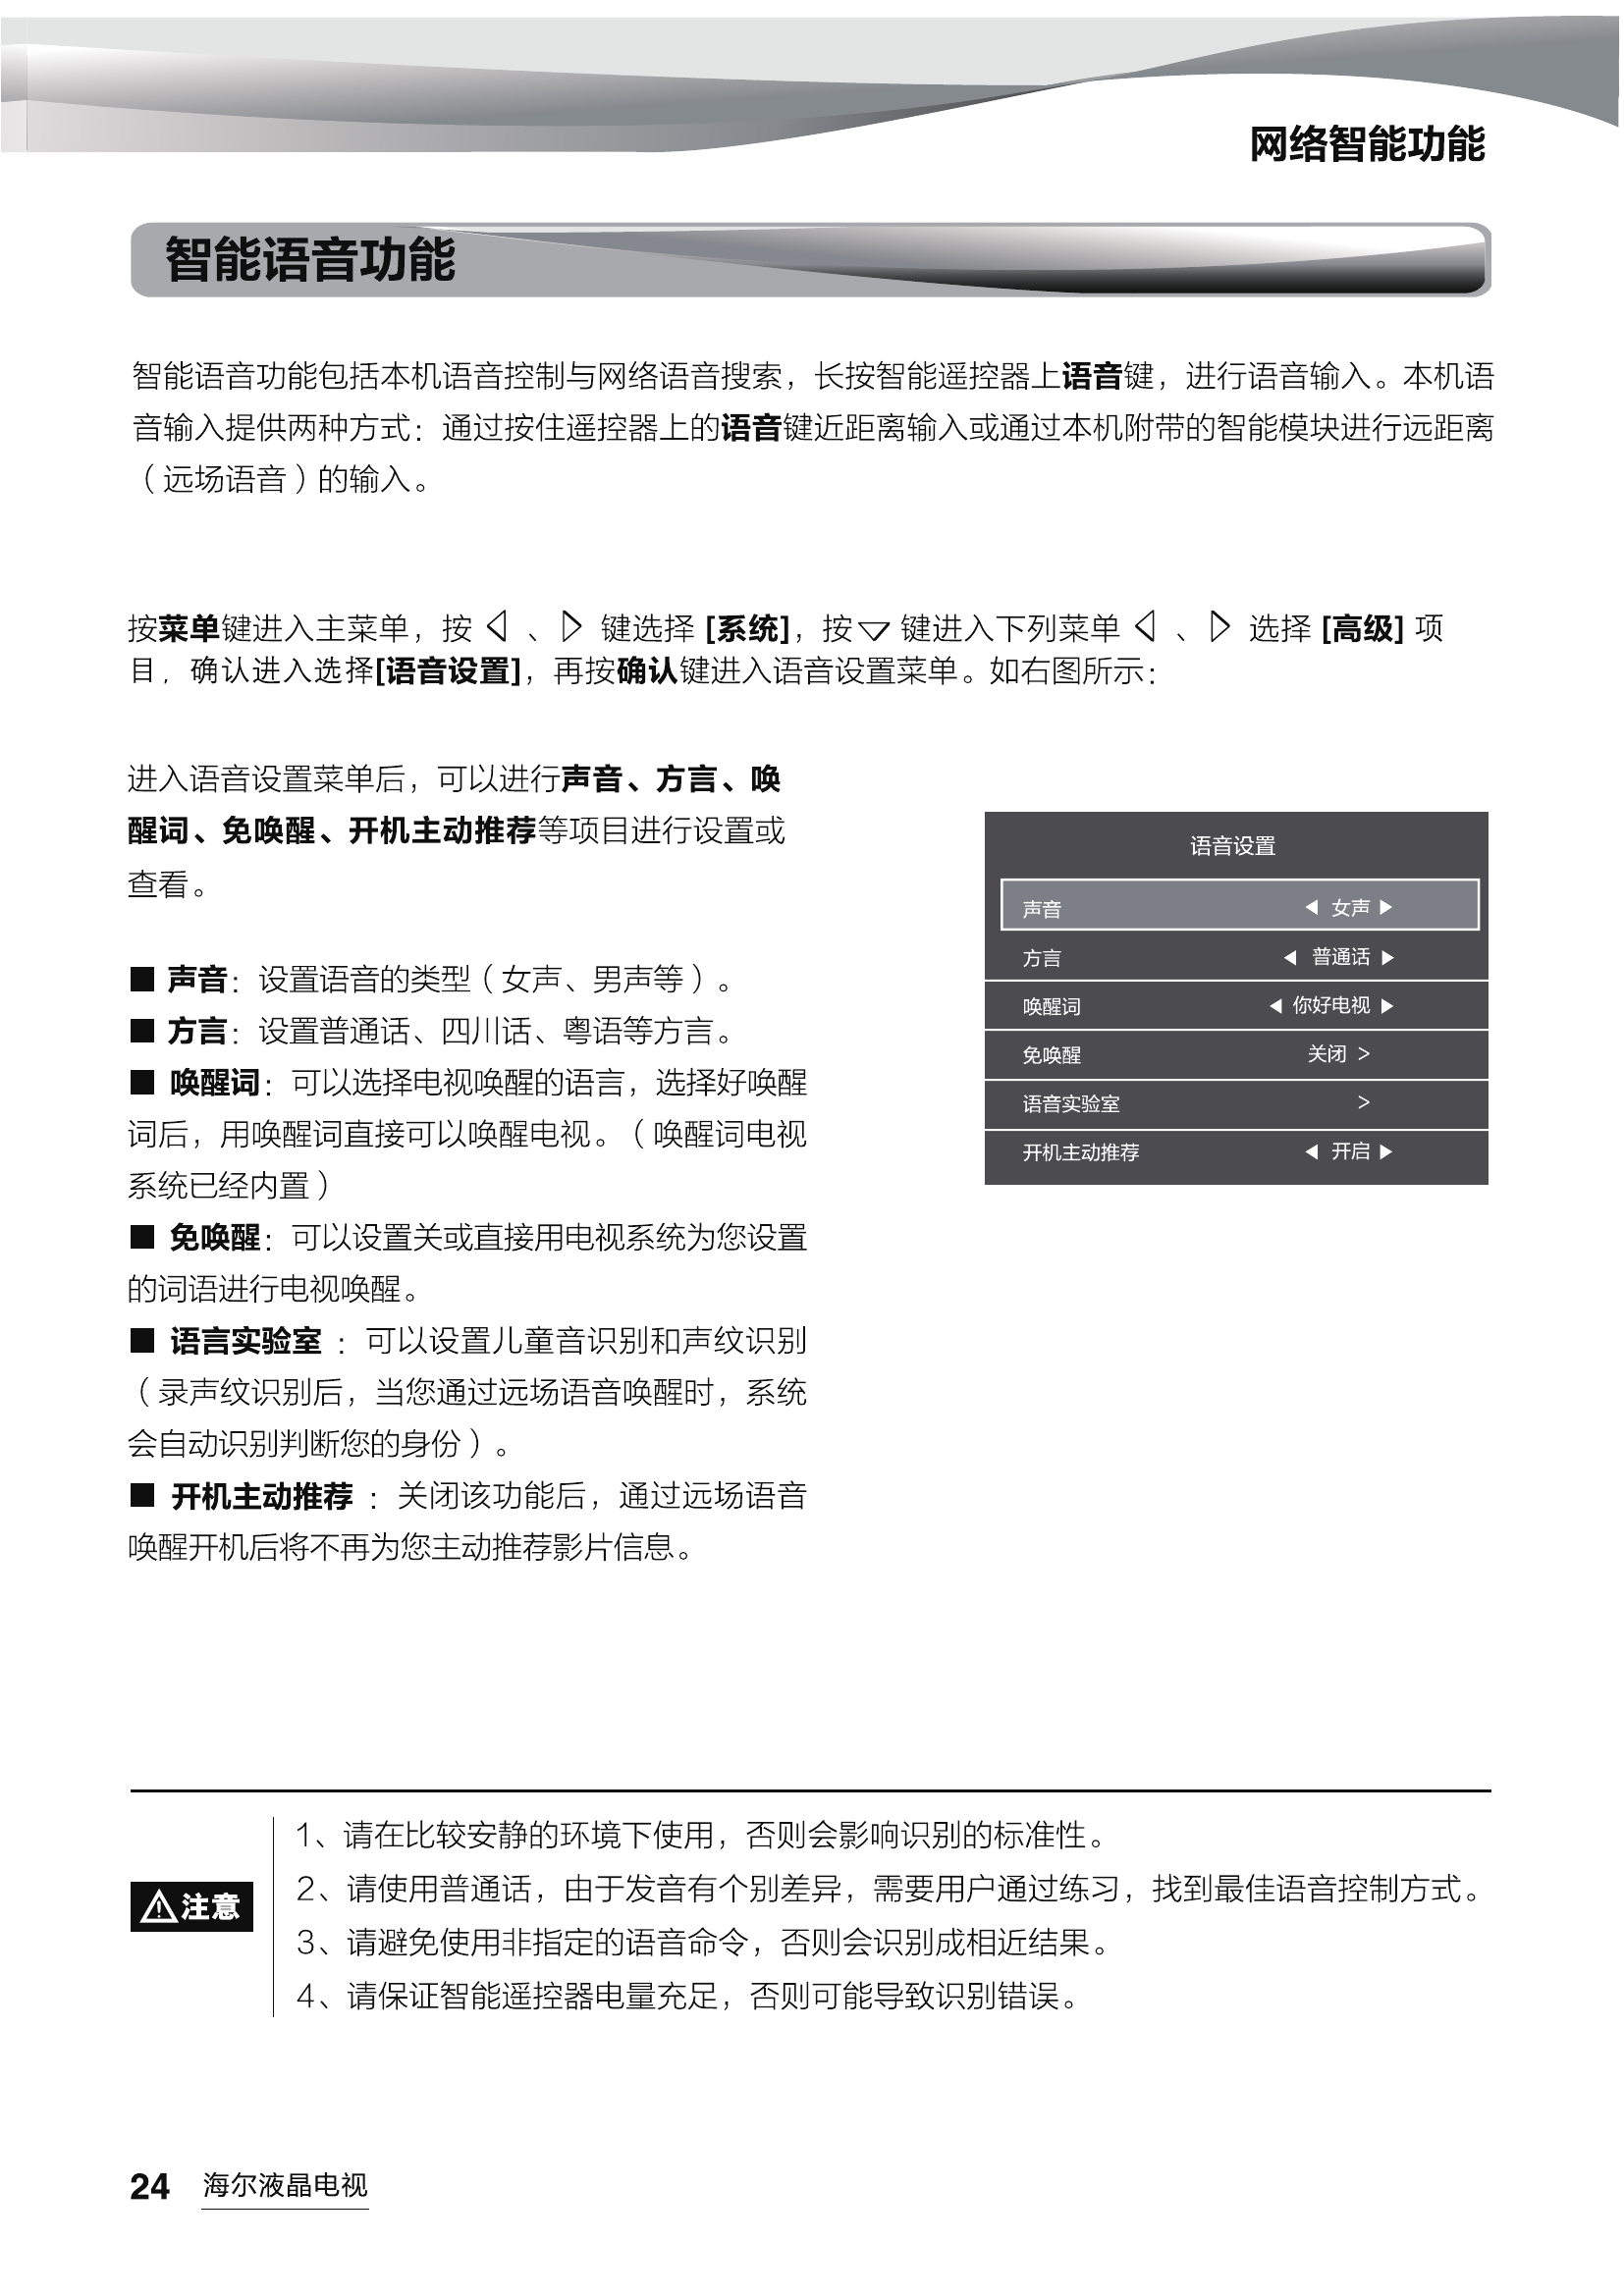 网络智能功能
智能语音功能
智能语音功能包括本机语音控制与网络语音搜索，长按智能遥控器上语音键，进行语音输入。本机语
音输入提供两种方式：通过按住遥控器上的语音键近距离输入或通过本机附带的智能模块进行远距离
（远场语音）的输入。
按菜单键进入主菜单，按 ◁ 、▷ 键选择 [系统]，按▽ 键进入下列菜单 ◁ 、▷ 选择 [高级] 项
目，确认进入选择[语音设置]，再按确认键进入语音设置菜单。如右图所示：
进入语音设置菜单后，可以进行声音、方言、唤
醒词、免唤醒、开机主动推荐等项目进行设置或
查看。
■ 声音：设置语音的类型（女声、男声等）。
■ 方言：设置普通话、四川话、粤语等方言。
■ 唤醒词：可以选择电视唤醒的语言，选择好唤醒
词后，用唤醒词直接可以唤醒电视。（唤醒词电视
系统已经内置）
■ 免唤醒：可以设置关或直接用电视系统为您设置
的词语进行电视唤醒。
■ 语言实验室 ：可以设置儿童音识别和声纹识别
（录声纹识别后，当您通过远场语音唤醒时，系统
会自动识别判断您的身份）。
■ 开机主动推荐 ：关闭该功能后，通过远场语音
唤醒开机后将不再为您主动推荐影片信息。
语音设置
声音 ◀ 女声 ▶
方言 ◀ 普通话 ▶
唤醒词 ◀ 你好电视 ▶
免唤醒 关闭 >
语音实验室 >
开机主动推荐 ◀ 开启 ▶
注意
1、请在比较安静的环境下使用，否则会影响识别的标准性。
2、请使用普通话，由于发音有个别差异，需要用户通过练习，找到最佳语音控制方式。
3、请避免使用非指定的语音命令，否则会识别成相近结果。
4、请保证智能遥控器电量充足，否则可能导致识别错误。
24 海尔液晶电视